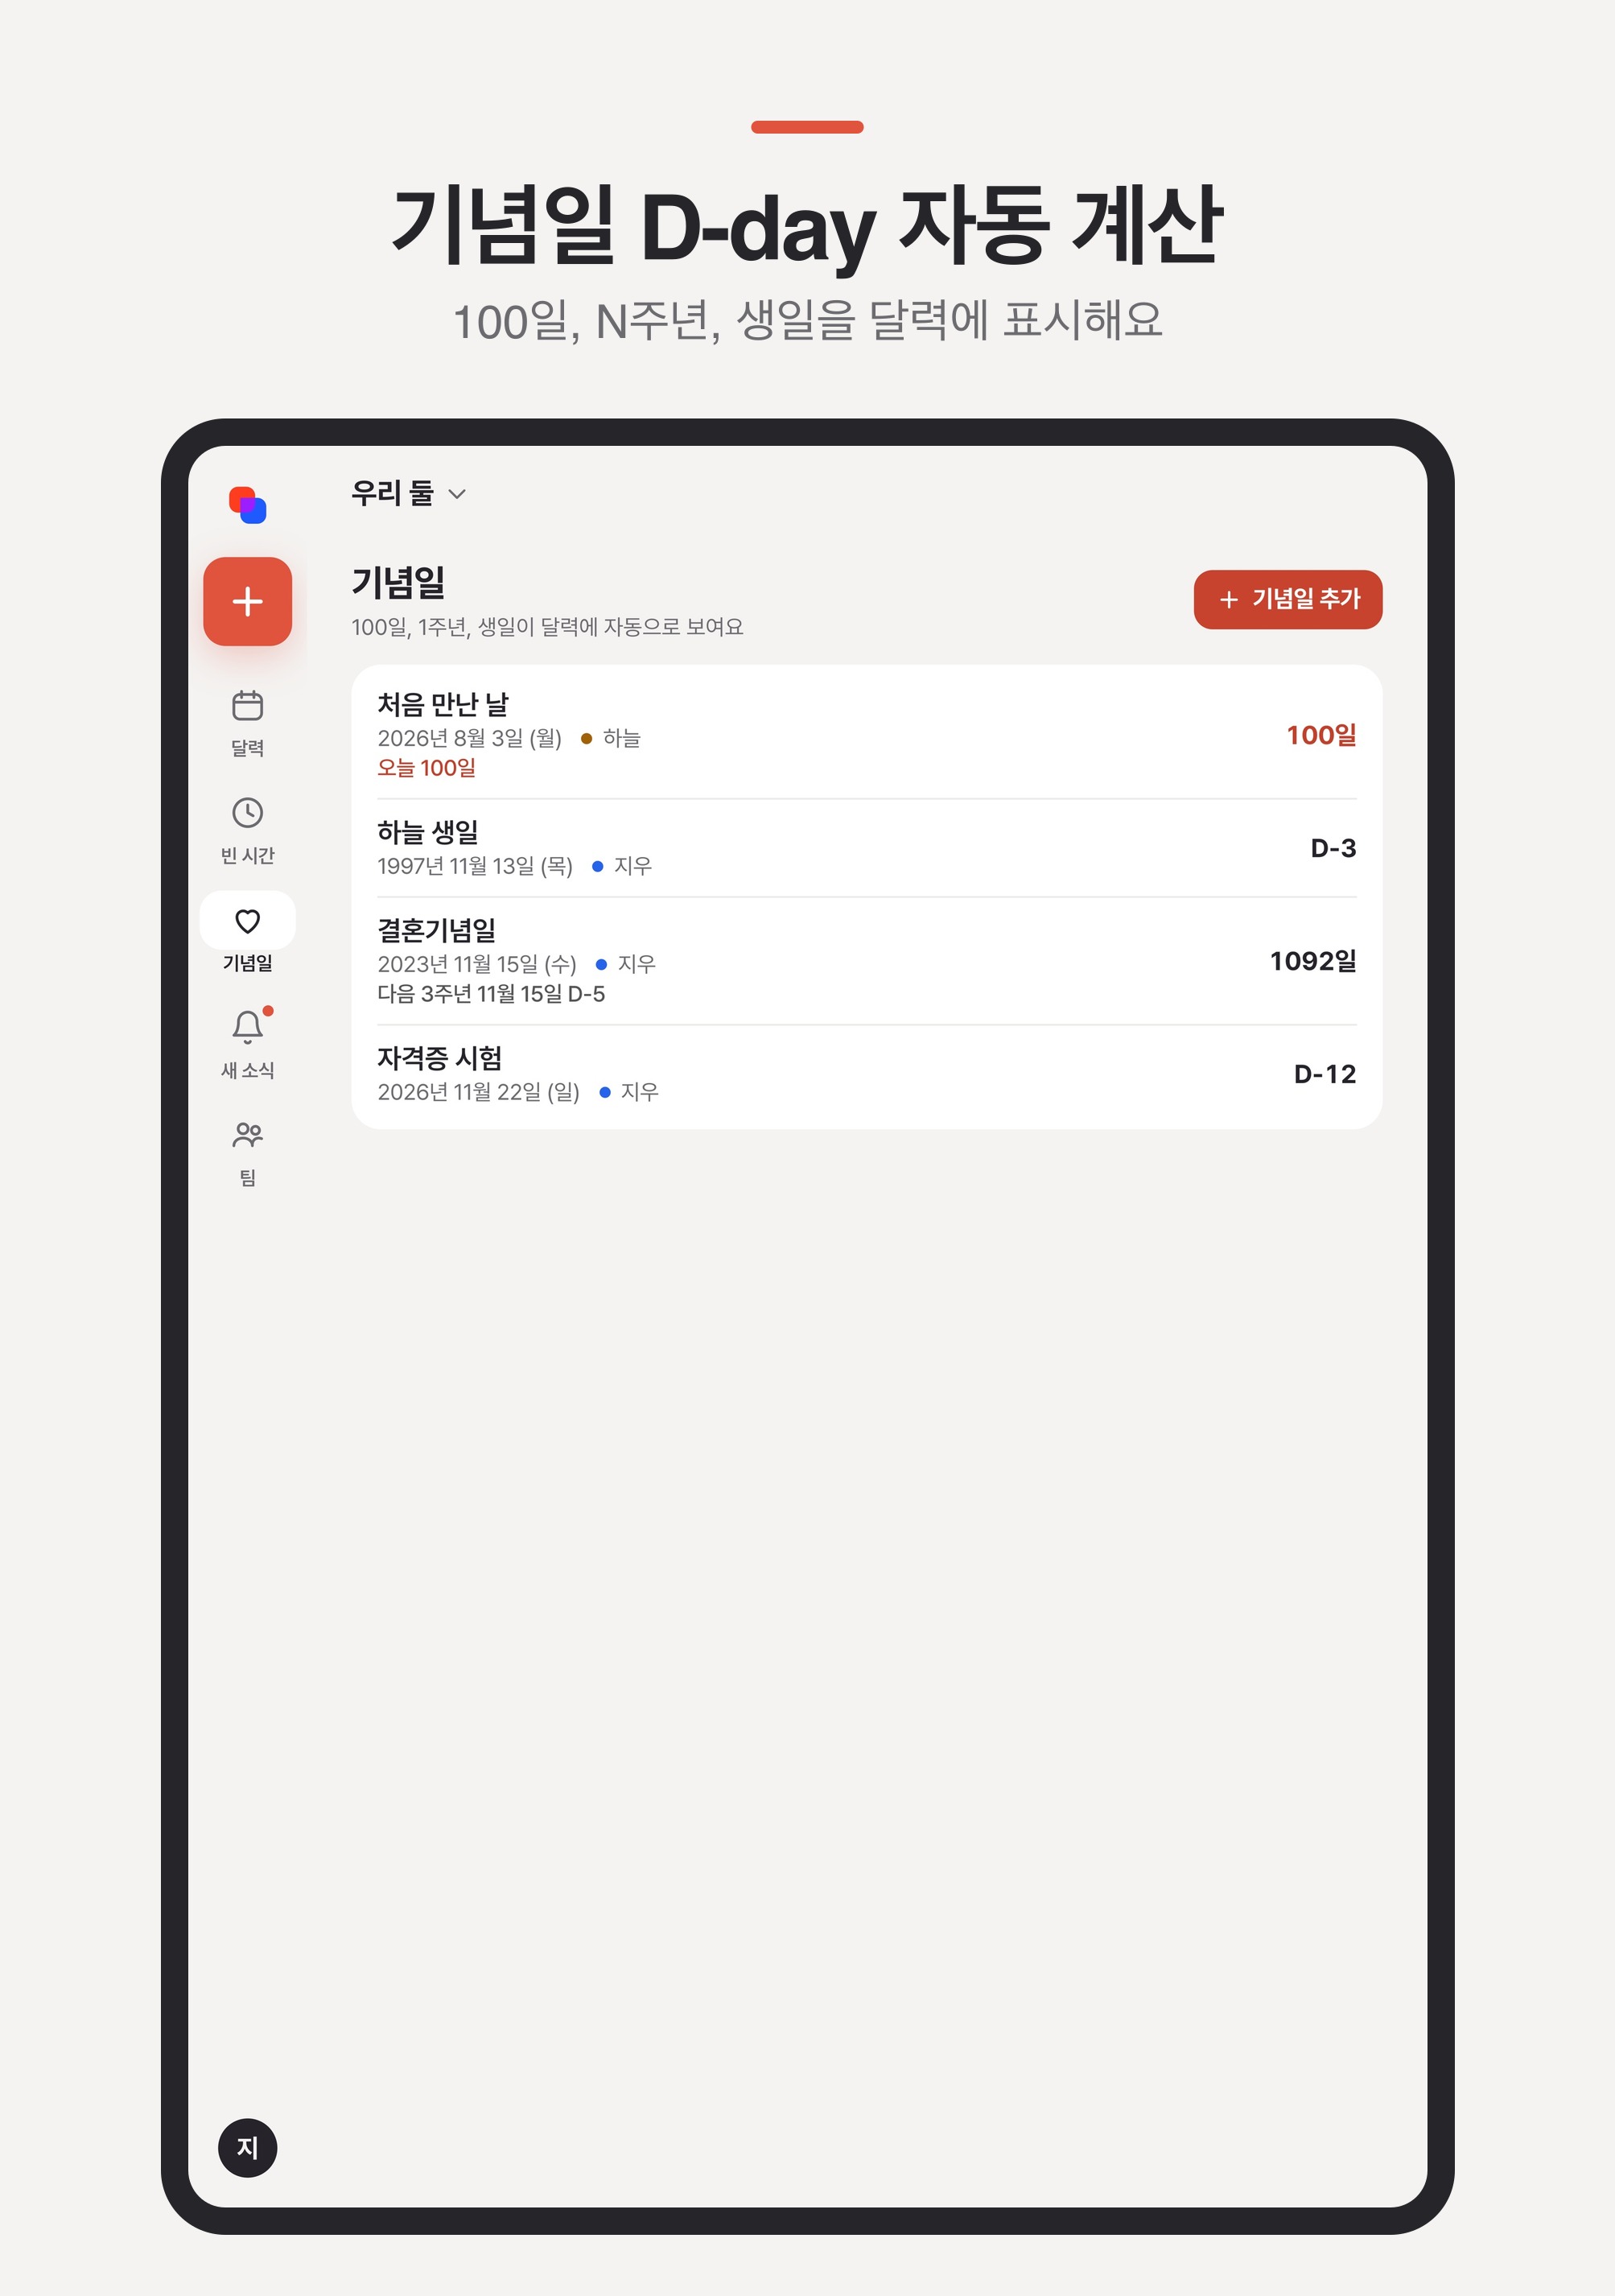 기념일 D-day 자동 계산
100일, N주년, 생일을 달력에 표시해요
우리 둘
기념일
100일, 1주년, 생일이 달력에 자동으로 보여요
+ 기념일 추가
달력
빈 시간
기념일
새 소식
팀
처음 만난 날
2026년 8월 3일 (월) 하늘
오늘 100일
100일
하늘 생일
1997년 11월 13일 (목) 지우
D-3
결혼기념일
2023년 11월 15일 (수) 지우
다음 3주년 11월 15일 D-5
1092일
자격증 시험
2026년 11월 22일 (일) 지우
D-12
지